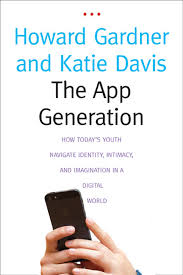 Howard Gardner
and Katie Davis
The App
Generation
HOW TODAY'S YOUTH
NAVIGATE IDENTITY, INTIMACY,
AND IMAGINATION IN A
DIGITAL WORLD